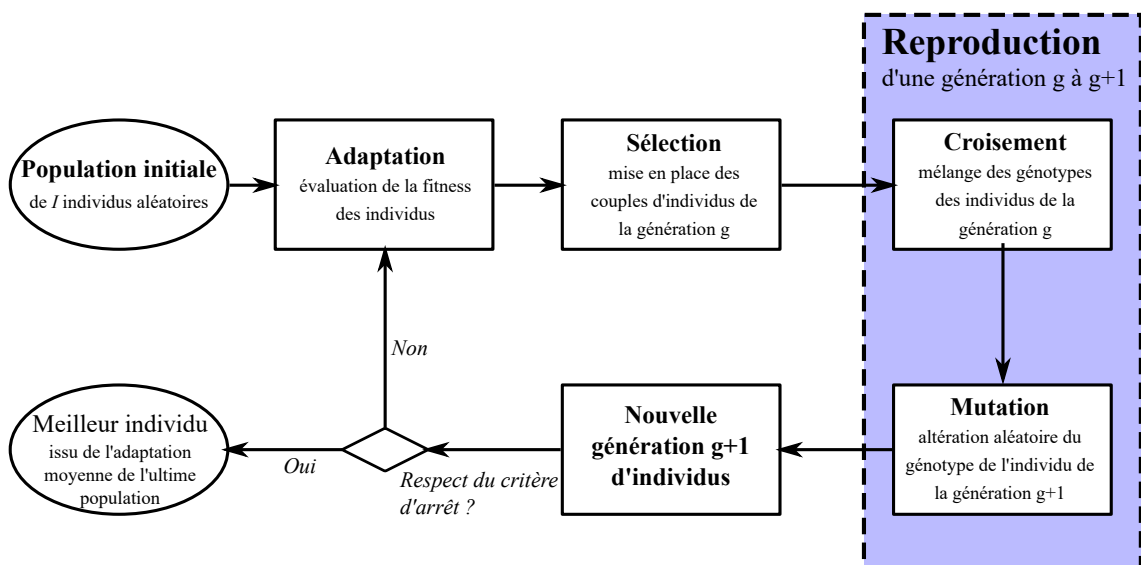 Reproduction
d'une génération g à g+1
Population initiale
de I individus aléatoires
Adaptation
évaluation de la fitness
des individus
Sélection
mise en place des
couples d'individus de
la génération g
Croisement
mélange des génotypes
des individus de la
génération g
Non
Meilleur individu
issu de l'adaptation
moyenne de l'ultime
population
Oui
Respect du critère
d'arrêt ?
Nouvelle
génération g+1
d'individus
Mutation
altération aléatoire du
génotype de l'individu de
la génération g+1